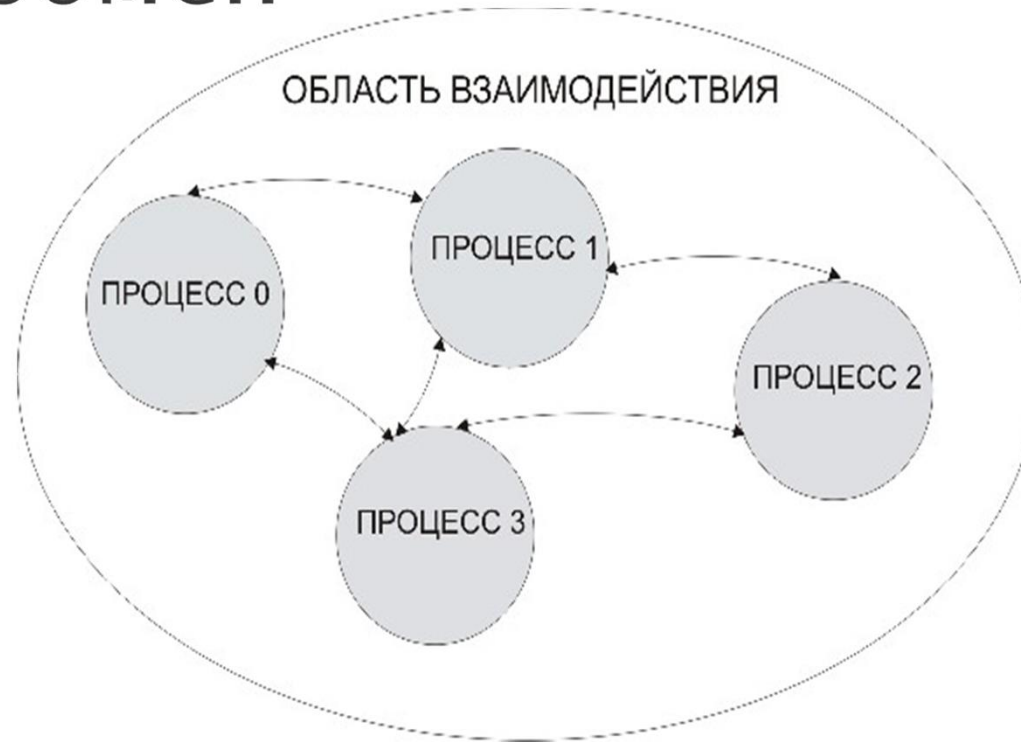 ОБЛАСТЬ ВЗАИМОДЕЙСТВИЯ
ПРОЦЕСС 1
ПРОЦЕСС 0
ПРОЦЕСС 2
ПРОЦЕСС 3